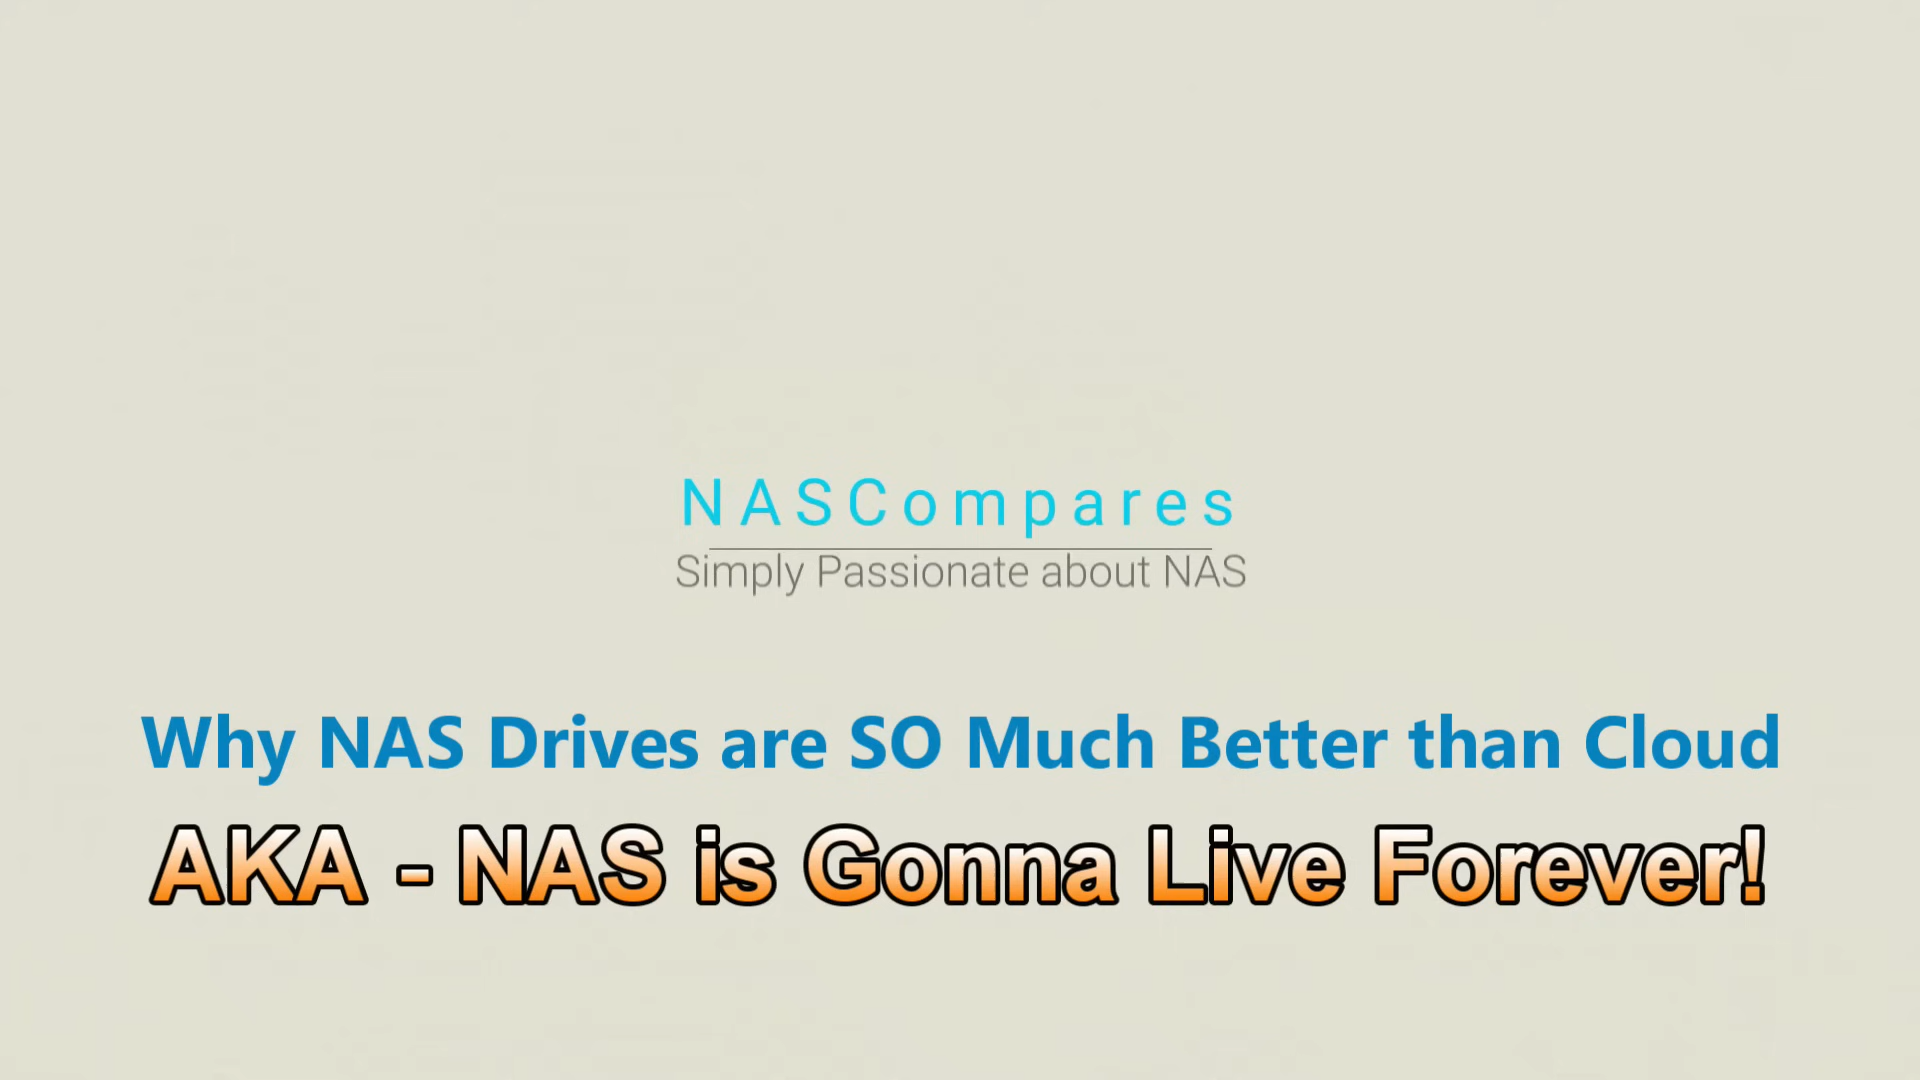 NASCompares
Simply Passionate about NAS
Why NAS Drives are SO Much Better than Cloud
AKA - NAS is Gonna Live Forever!